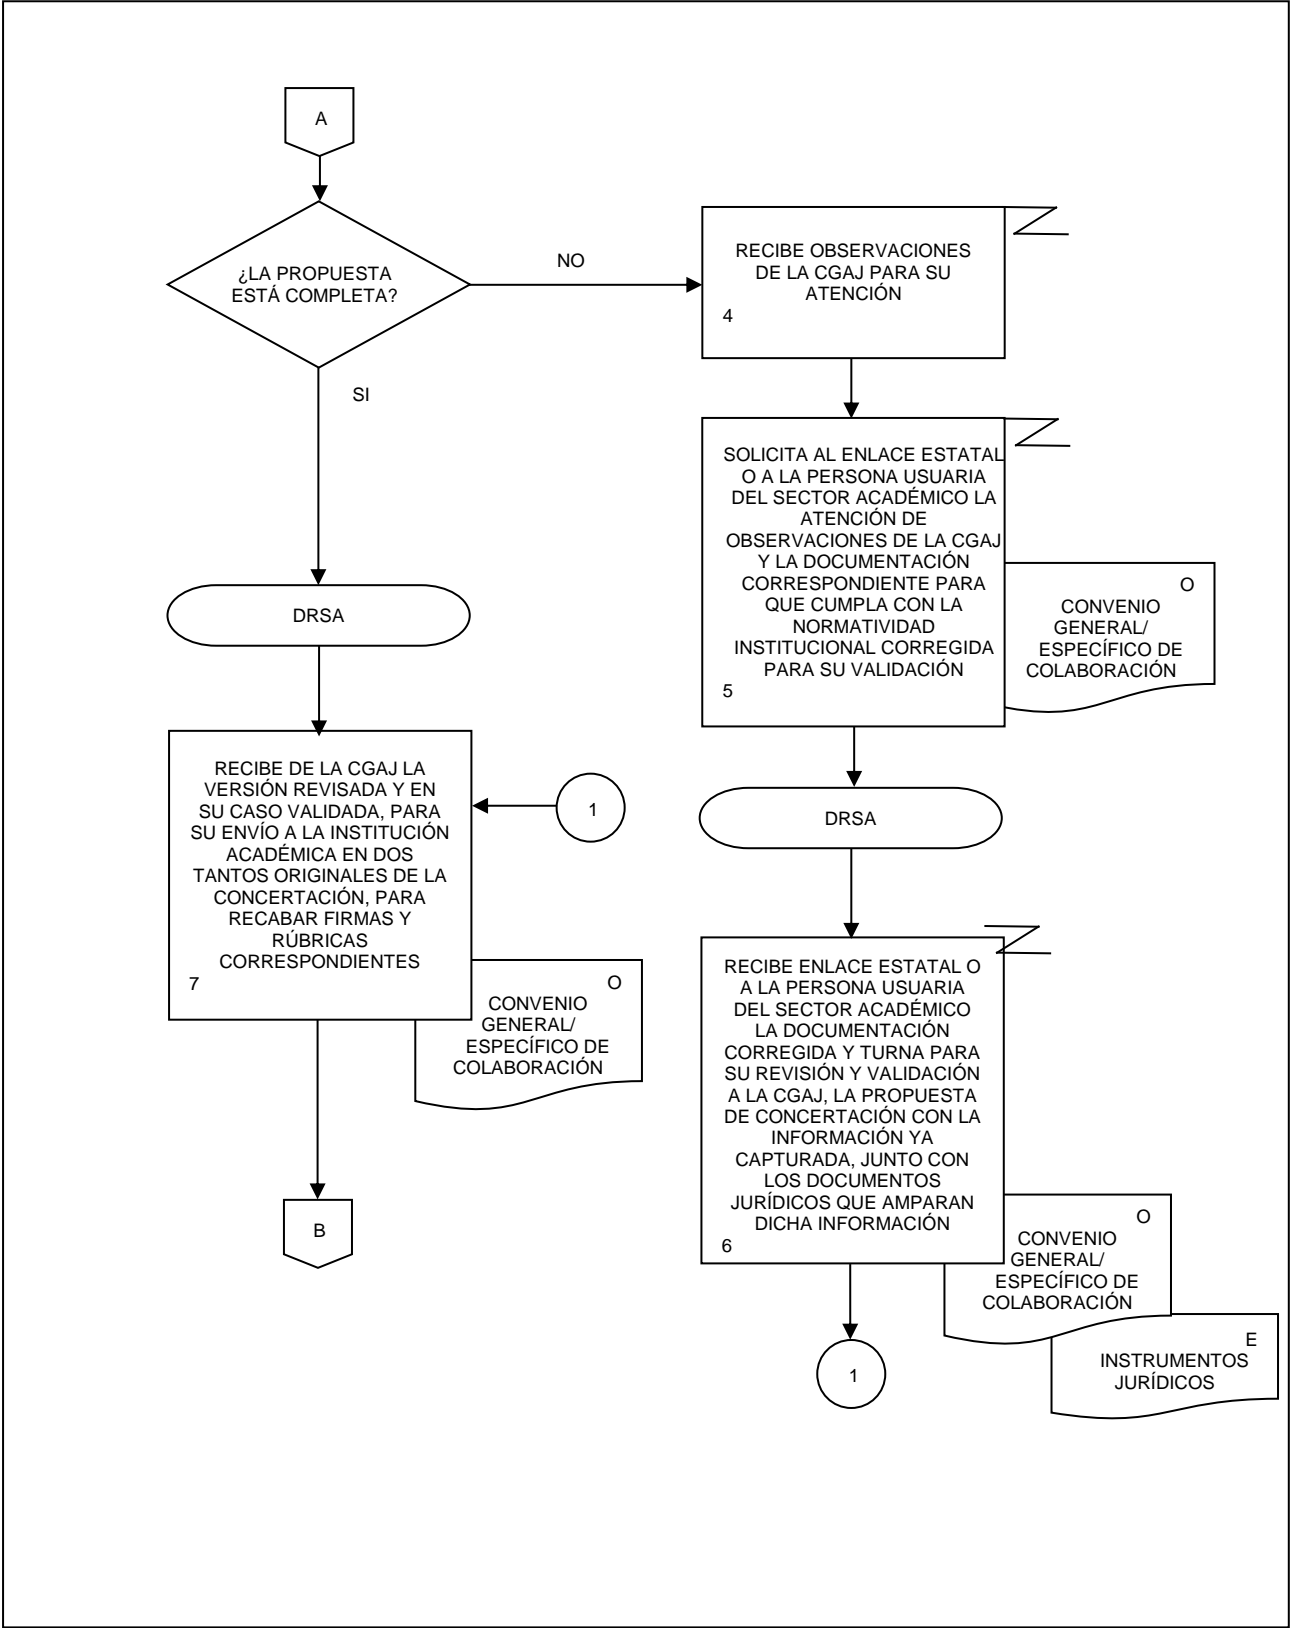 A
¿LA PROPUESTA
ESTÁ COMPLETA?
NO
SI
RECIBE OBSERVACIONES
DE LA CGAJ PARA SU
ATENCIÓN
4
SOLICITA AL ENLACE ESTATAL
O A LA PERSONA USUARIA
DEL SECTOR ACADÉMICO LA
ATENCIÓN DE
OBSERVACIONES DE LA CGAJ
Y LA DOCUMENTACIÓN
CORRESPONDIENTE PARA
QUE CUMPLA CON LA
NORMATIVIDAD
INSTITUCIONAL CORREGIDA
PARA SU VALIDACIÓN
5
O
CONVENIO
GENERAL/
ESPECÍFICO DE
COLABORACIÓN
DRSA
RECIBE ENLACE ESTATAL O
A LA PERSONA USUARIA
DEL SECTOR ACADÉMICO
LA DOCUMENTACIÓN
CORREGIDA Y TURNA PARA
SU REVISIÓN Y VALIDACIÓN
A LA CGAJ, LA PROPUESTA
DE CONCERTACIÓN CON LA
INFORMACIÓN YA
CAPTURADA, JUNTO CON
LOS DOCUMENTOS
JURÍDICOS QUE AMPARAN
DICHA INFORMACIÓN
6
O
CONVENIO
GENERAL/
ESPECÍFICO DE
COLABORACIÓN
E
INSTRUMENTOS
JURÍDICOS
1
DRSA
RECIBE DE LA CGAJ LA
VERSIÓN REVISADA Y EN
SU CASO VALIDADA, PARA
SU ENVÍO A LA INSTITUCIÓN
ACADÉMICA EN DOS
TANTOS ORIGINALES DE LA
CONCERTACIÓN, PARA
RECABAR FIRMAS Y
RÚBRICAS
CORRESPONDIENTES
7
1
O
CONVENIO
GENERAL/
ESPECÍFICO DE
COLABORACIÓN
B